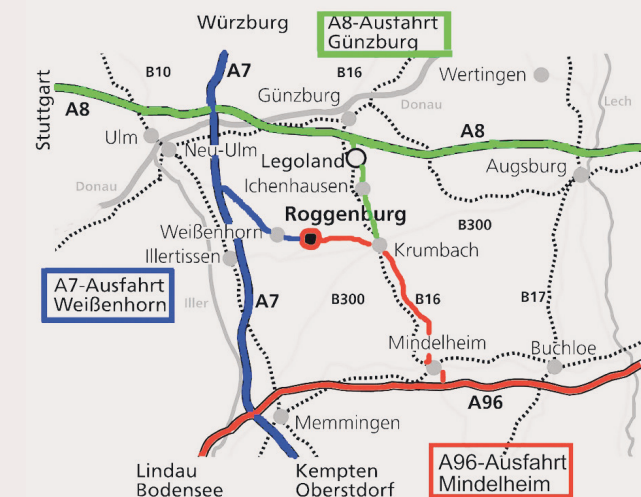 Würzburg
A8-Ausfahrt
Günzburg
B10
A7
B16
Wertingen
Stuttgart
A8
Günzburg
Donau
Lech
Ulm
Neu-Ulm
A8
Legoland
Augsburg
Donau
Ichenhausen
Roggenburg
B300
Weißenhorn
Krumbach
Illertissen
A7-Ausfahrt
Weißenhorn
Iller
A7
B300
B16
B17
Mindelheim
Buchloe
A96
Memmingen
A96-Ausfahrt
Mindelheim
Lindau
Bodensee
Kempten
Oberstdorf